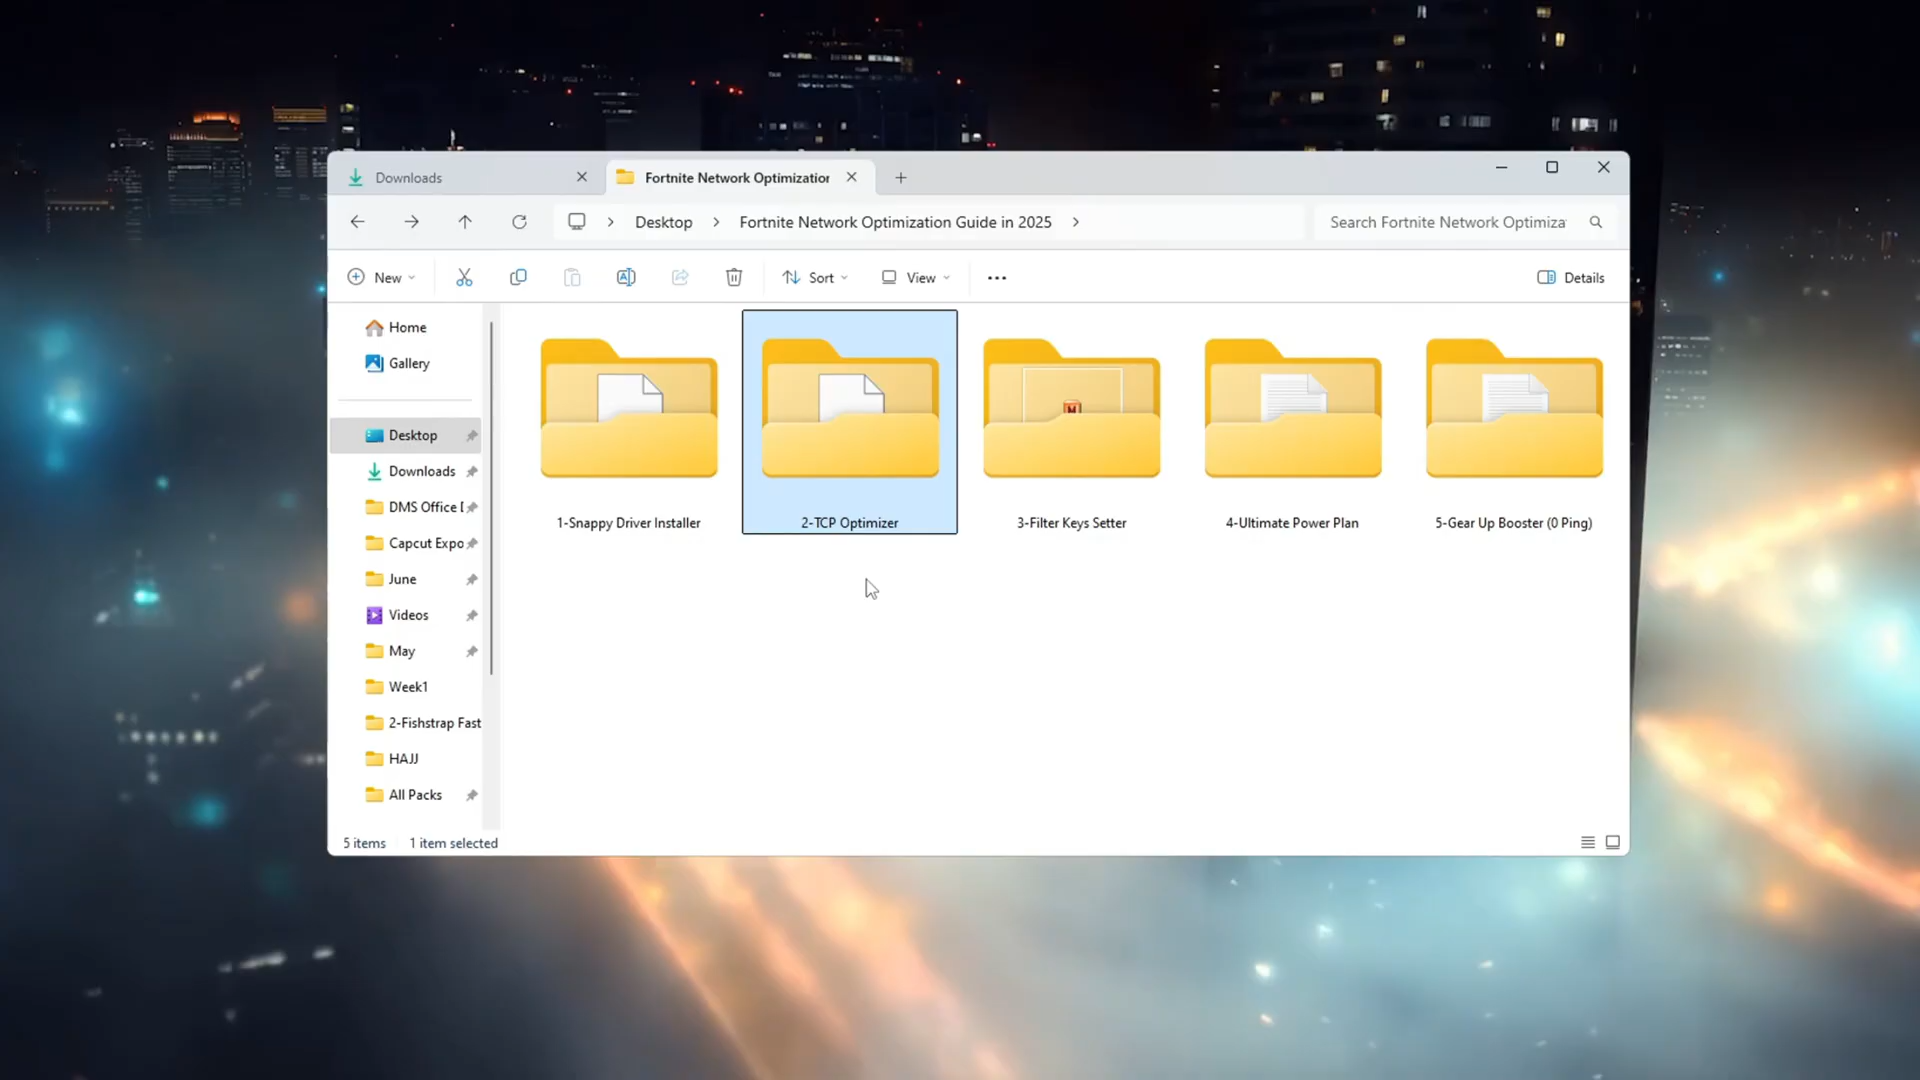 Downloads
Fortnite Network Optimization
Desktop
Fortnite Network Optimization Guide in 2025
Search Fortnite Network Optimiza
New
Sort
View
Details
Home
Gallery
Desktop
Downloads
DMS Office
Capcut Expo
June
Videos
May
Week1
2-Fishstrap Fast
HAJJ
All Packs
1-Snappy Driver Installer
2-TCP Optimizer
3-Filter Keys Setter
4-Ultimate Power Plan
5-Gear Up Booster (0 Ping)
M
5 items
1 item selected